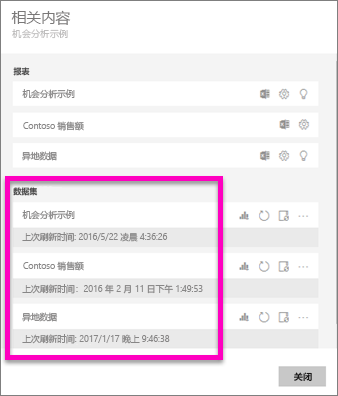 相关内容
机会分析示例
报表
机会分析示例
Contoso 销售额
异地数据
数据集
机会分析示例
上次刷新时间: 2016/5/22 凌晨 4:36:26
Contoso 销售额
上次刷新时间: 2016 年 2 月 11 日下午 1:49:53
异地数据
上次刷新时间: 2017/1/17 晚上 9:46:38
关闭